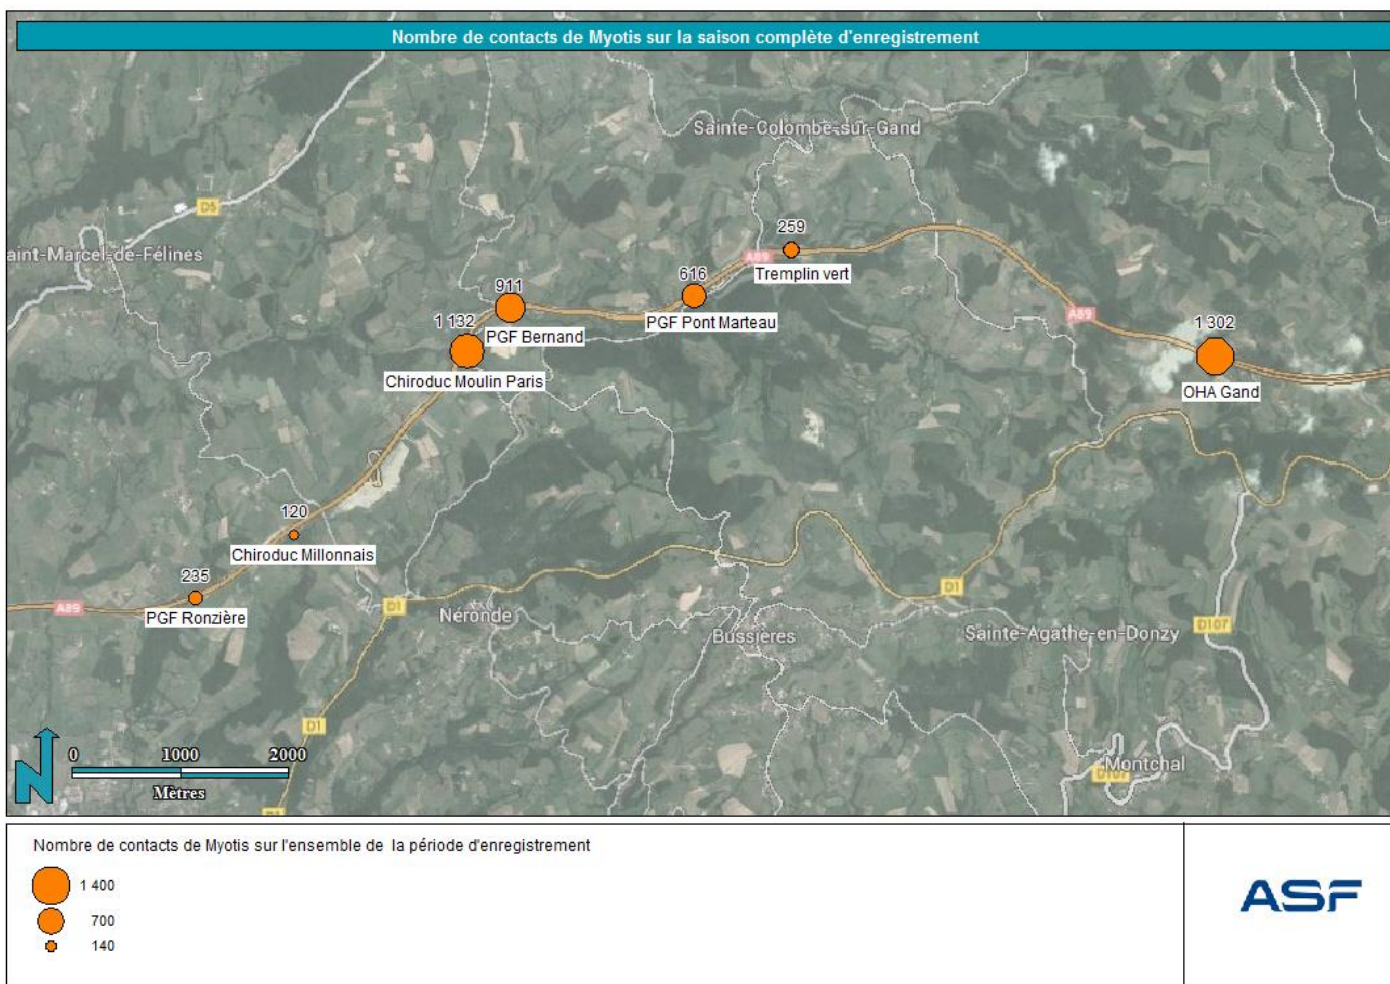 Nombre de contacts de Myotis sur la saison complète d'enregistrement
Sainte-Colombe-sur-Gand
D5
aint-Marcel-de-Félines
259
A89
Tremplin vert
616
PGF Pont Marteau
911
PGF Bernand
1 132
Chiroduc Moulin Paris
A89
1 302
OHA Gand
120
Chiroduc Millonnais
235
PGF Ronzière
A89
D1
Néronde
D1
Bussières
Sainte-Agathe-en-Donzy
D107
D1
Montchal
D107
N
0 1000 2000
Mètres
Nombre de contacts de Myotis sur l'ensemble de la période d'enregistrement
1 400
700
140
ASF